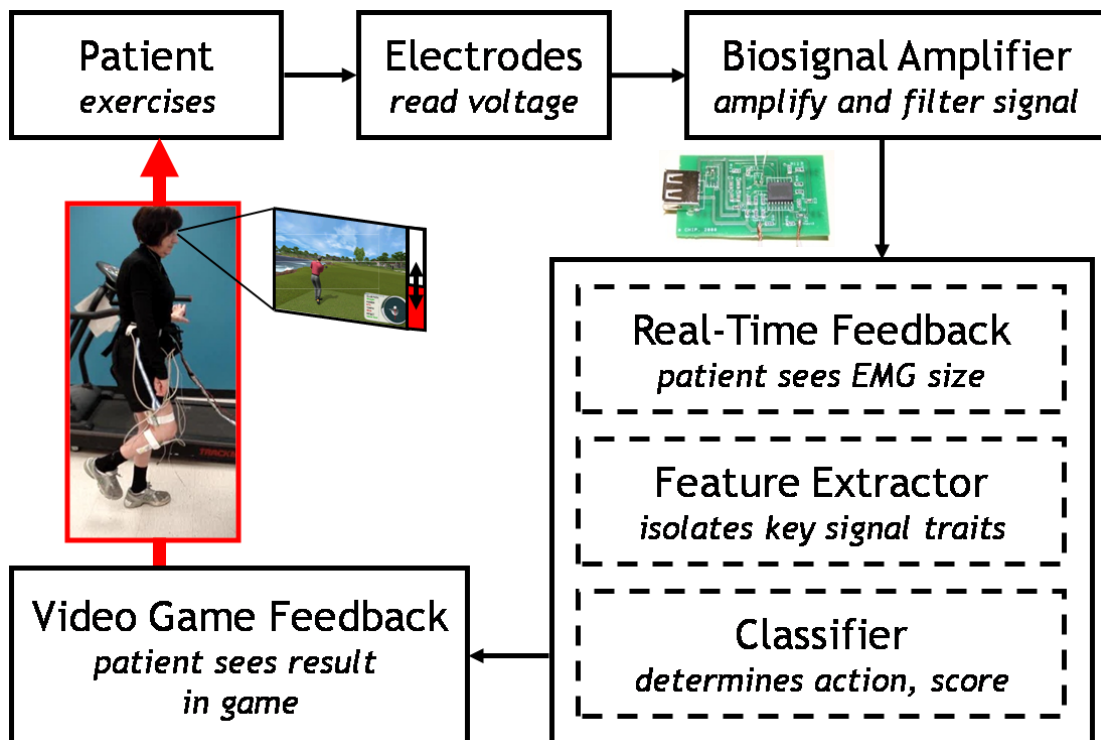 Patient
exercises
Electrodes
read voltage
Biosignal Amplifier
amplify and filter signal
Real-Time Feedback
patient sees EMG size
Feature Extractor
isolates key signal traits
Classifier
determines action, score
Video Game Feedback
patient sees result
in game